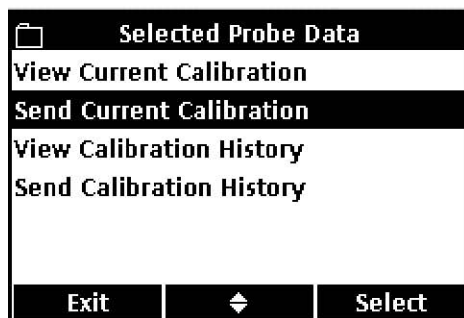 Selected Probe Data
View Current Calibration
Send Current Calibration
View Calibration History
Send Calibration History
Exit Select